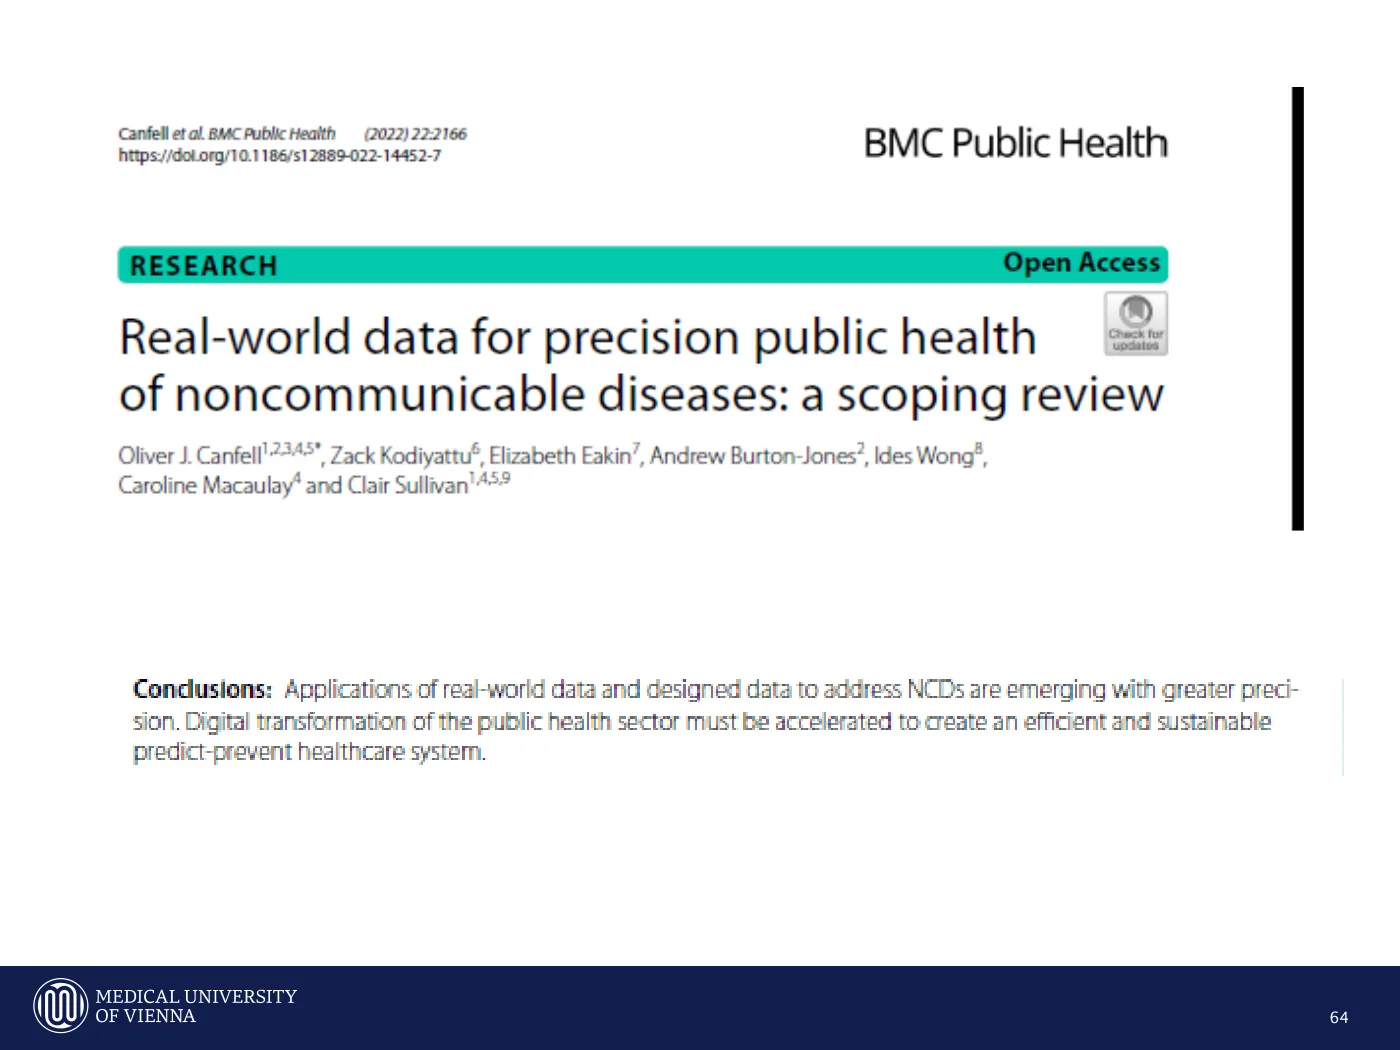 Canfell et al. BMC Public Health (2022) 22:2166
https://doi.org/10.1186/s12889-022-14452-7
BMC Public Health
RESEARCH
Open Access
Check for
updates
Real-world data for precision public health
of noncommunicable diseases: a scoping review
Oliver J. Canfell1,2,3,4,5*, Zack Kodiyattu6, Elizabeth Eakin7, Andrew Burton-Jones2, Ides Wong8,
Caroline Macaulay4 and Clair Sullivan1,4,5,9
Conclusions: Applications of real-world data and designed data to address NCDs are emerging with greater preci-
sion. Digital transformation of the public health sector must be accelerated to create an efficient and sustainable
predict-prevent healthcare system.
MEDICAL UNIVERSITY
OF VIENNA
64